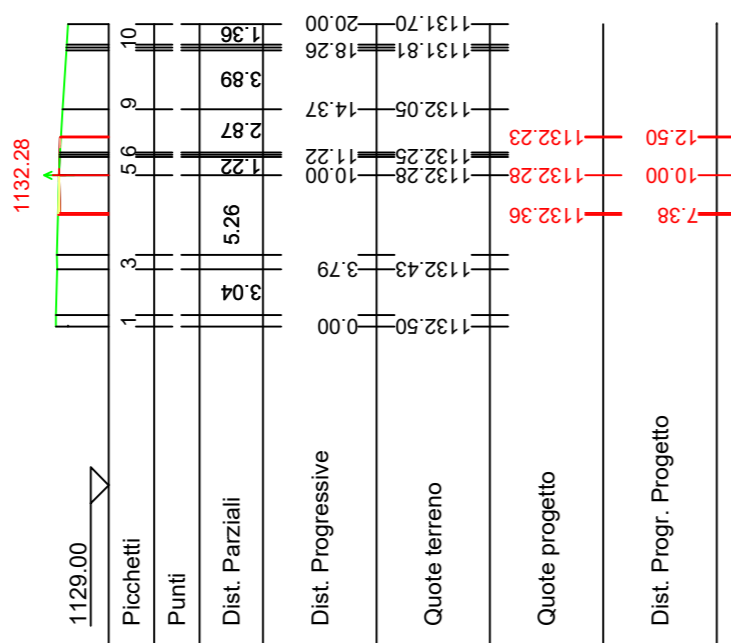 1132.28
1129.00
Picchetti 1 3 5 6 9 10
Punti
Dist. Parziali 3.04 5.26 1.22 2.87 3.89 1.36
Dist. Progressive 0.00 3.79 10.00 11.22 14.37 18.26 20.00
Quote terreno 1132.50 1132.43 1132.28 1132.25 1132.05 1131.81 1131.70
Quote progetto 1132.36 1132.28 1132.23
Dist. Progr. Progetto 7.38 10.00 12.50